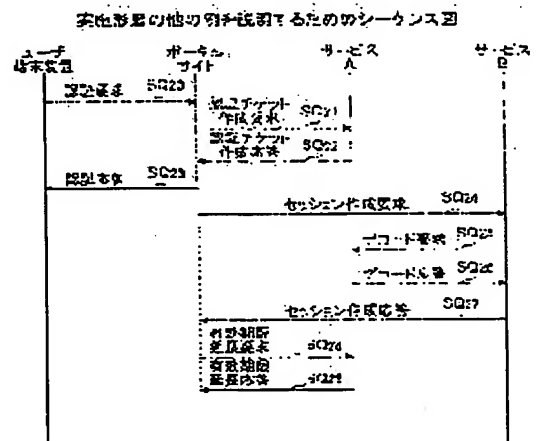 実施形態の他の例を説明するためのシーケンス図
ユーザ
端末装置
ポータル
サイト
サービス
A
サービス
B
認証要求 SQ20
認証チケット
作成要求 SQ21
認証チケット
作成応答 SQ22
認証応答 SQ23
セッション作成要求 SQ24
デコード要求 SQ25
デコード応答 SQ26
セッション作成応答 SQ27
有効期間
延長要求 SQ28
有効期間
延長応答 SQ29